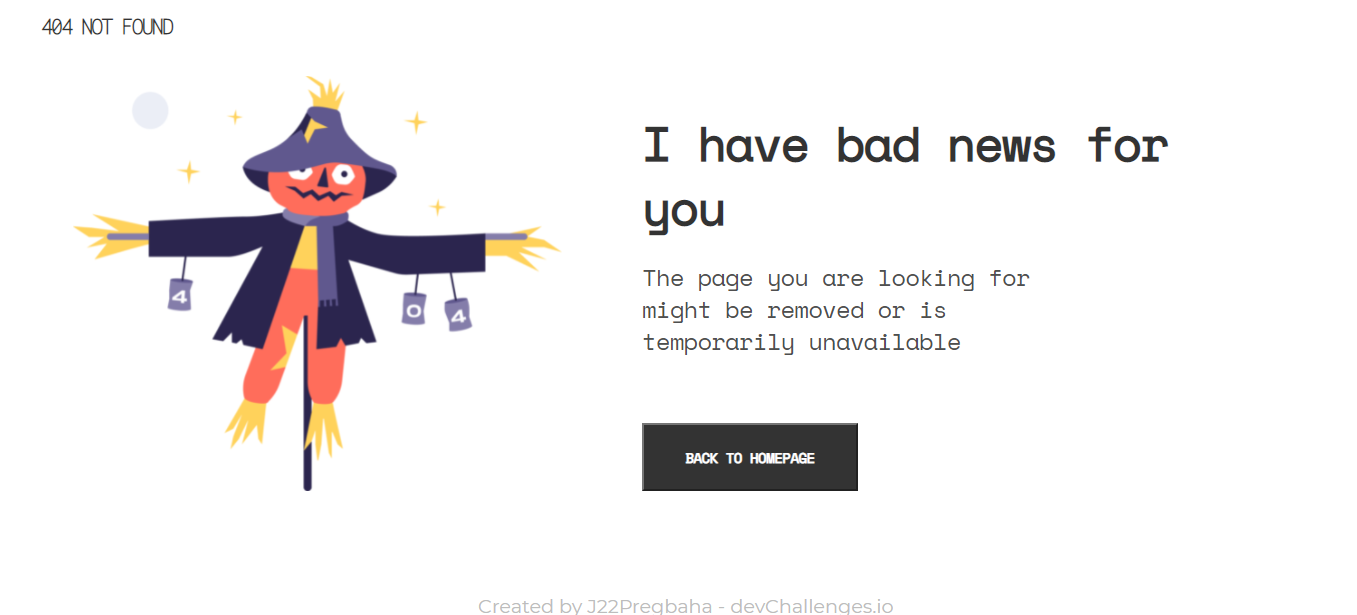 404 NOT FOUND
4
0
4
I have bad news for
you
The page you are looking for
might be removed or is
temporarily unavailable
BACK TO HOMEPAGE
Created by J22Pregbaha - devChallenges.io